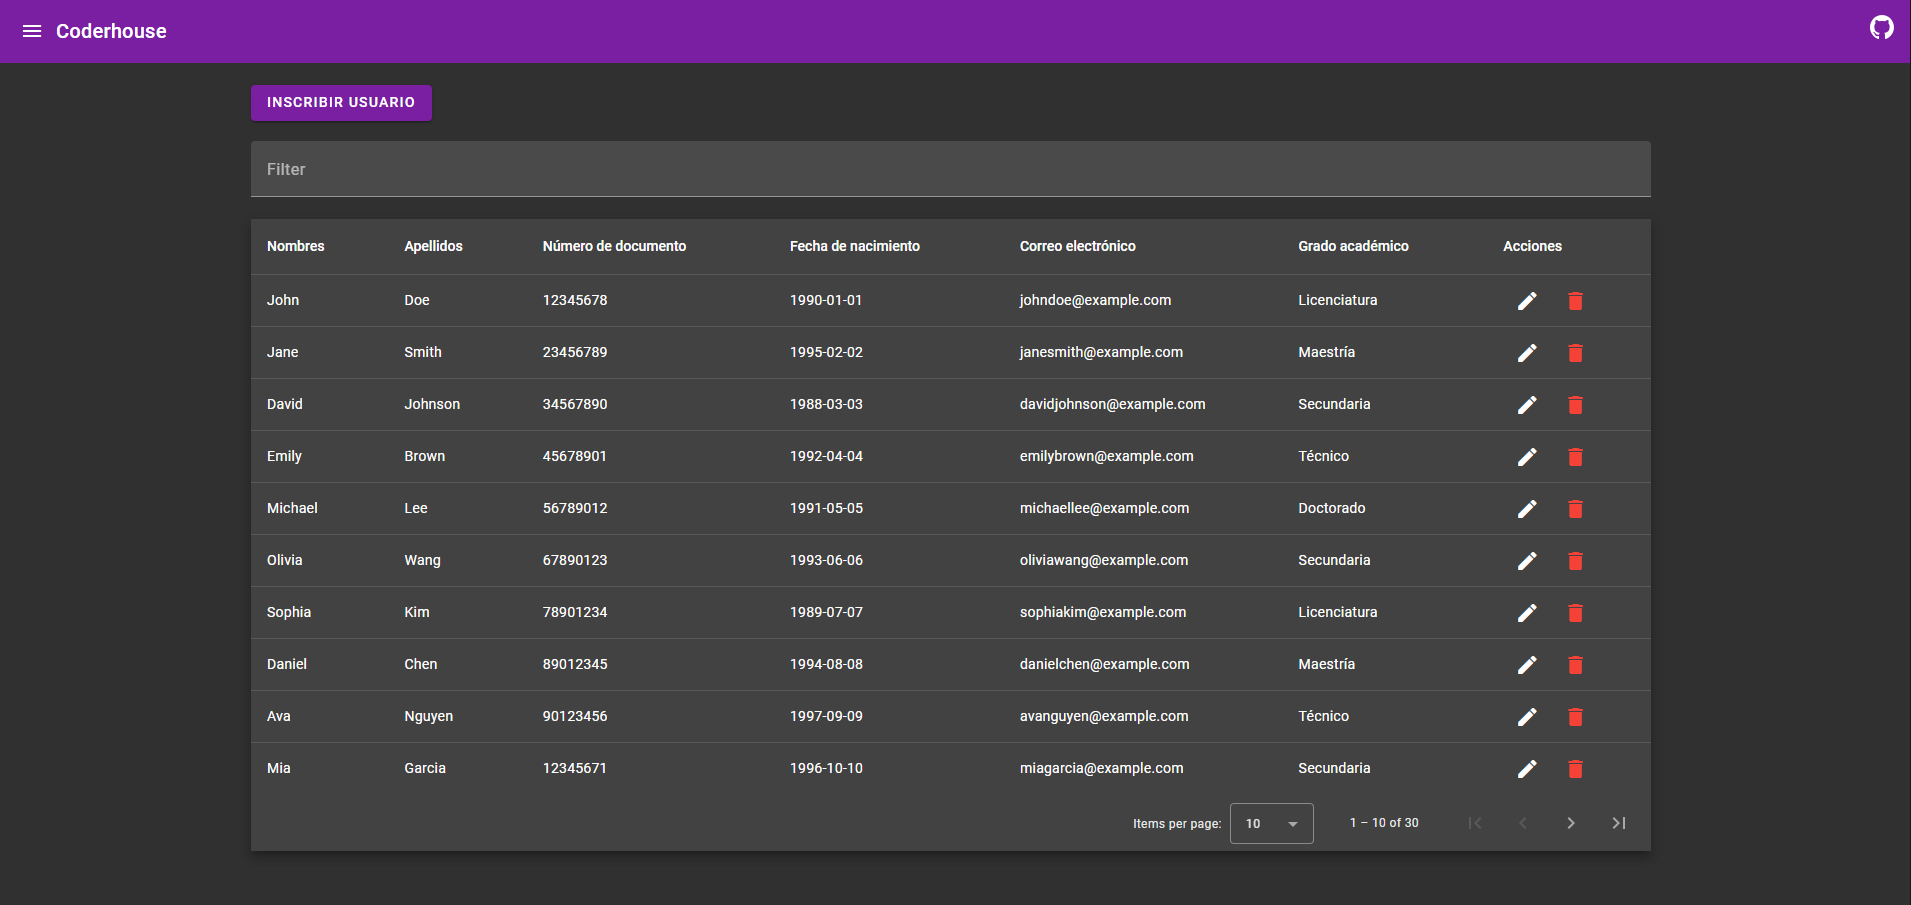 Coderhouse
INSCRIBIR USUARIO
Filter
Nombres Apellidos Número de documento Fecha de nacimiento Correo electrónico Grado académico Acciones
John Doe 12345678 1990-01-01 johndoe@example.com Licenciatura
Jane Smith 23456789 1995-02-02 janesmith@example.com Maestría
David Johnson 34567890 1988-03-03 davidjohnson@example.com Secundaria
Emily Brown 45678901 1992-04-04 emilybrown@example.com Técnico
Michael Lee 56789012 1991-05-05 michaellee@example.com Doctorado
Olivia Wang 67890123 1993-06-06 oliviawang@example.com Secundaria
Sophia Kim 78901234 1989-07-07 sophiakim@example.com Licenciatura
Daniel Chen 89012345 1994-08-08 danielchen@example.com Maestría
Ava Nguyen 90123456 1997-09-09 avanguyen@example.com Técnico
Mia Garcia 12345671 1996-10-10 miagarcia@example.com Secundaria
Items per page: 10 1 – 10 of 30